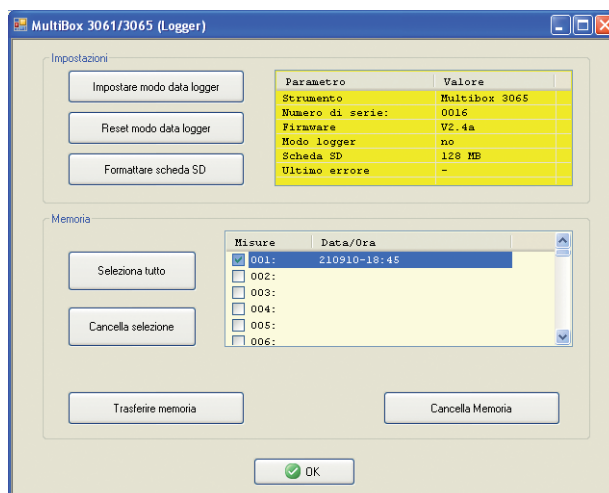 MultiBox 3061/3065 (Logger)
Impostazioni
Impostare modo data logger
Reset modo data logger
Formattare scheda SD
Parametro Valore
Strumento Multibox 3065
Numero di serie: 0016
Firmware V2.4a
Modo logger no
Scheda SD 128 MB
Ultimo errore -
Memoria
Seleziona tutto
Cancella selezione
Misure Data/Ora
001: 210910-18:45
002:
003:
004:
005:
006:
Trasferire memoria
Cancella Memoria
OK